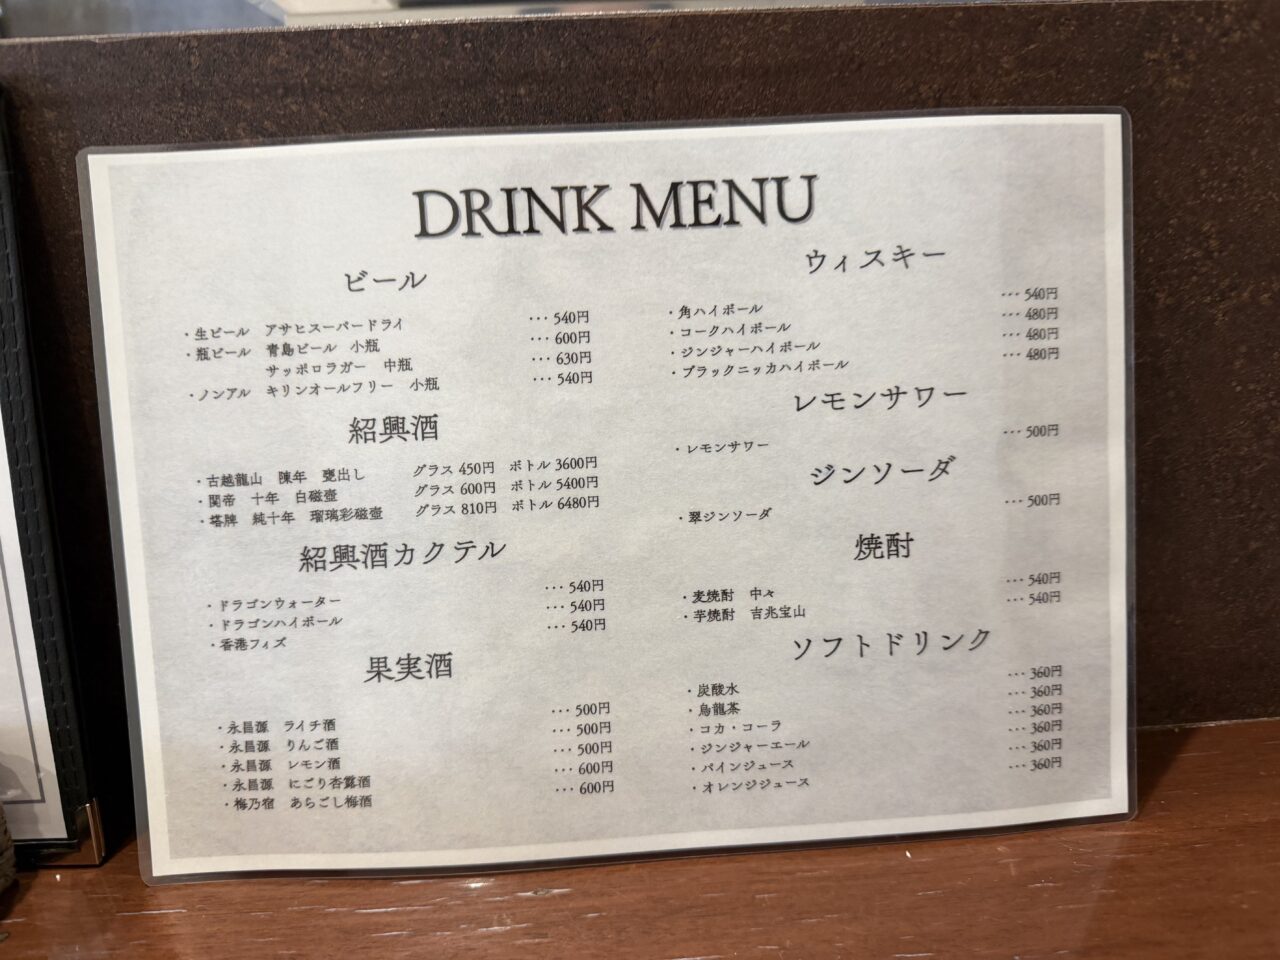 DRINK MENU
ビール
・生ビール　アサヒスーパードライ　･･･ 540円
・瓶ビール　青島ビール　小瓶　･･･ 600円
サッポロラガー　中瓶　･･･ 630円
・ノンアル　キリンオールフリー　小瓶　･･･ 540円
紹興酒
・古越龍山　陳年　甕出し　グラス 450円　ボトル 3600円
・関帝　十年　白磁壺　グラス 600円　ボトル 5400円
・塔牌　純十年　瑠璃彩磁壺　グラス 810円　ボトル 6480円
紹興酒カクテル
・ドラゴンウォーター　･･･ 540円
・ドラゴンハイボール　･･･ 540円
・香港フィズ　･･･ 540円
果実酒
・永昌源　ライチ酒　･･･ 500円
・永昌源　りんご酒　･･･ 500円
・永昌源　レモン酒　･･･ 500円
・永昌源　にごり杏露酒　･･･ 600円
・梅乃宿　あらごし梅酒　･･･ 600円
ウィスキー
・角ハイボール　･･･ 540円
・コークハイボール　･･･ 480円
・ジンジャーハイボール　･･･ 480円
・ブラックニッカハイボール　･･･ 480円
レモンサワー
・レモンサワー　･･･ 500円
ジンソーダ
・翠ジンソーダ　･･･ 500円
焼酎
・麦焼酎　中々　･･･ 540円
・芋焼酎　吉兆宝山　･･･ 540円
ソフトドリンク
・炭酸水　･･･ 360円
・烏龍茶　･･･ 360円
・コカ・コーラ　･･･ 360円
・ジンジャーエール　･･･ 360円
・パインジュース　･･･ 360円
・オレンジジュース　･･･ 360円